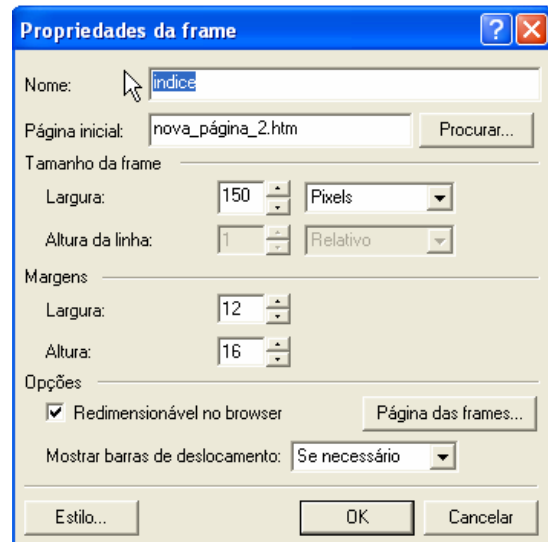 Propriedades da frame
Nome: indice
Página inicial: nova_página_2.htm Procurar...
Tamanho da frame
Largura: 150 Pixels
Altura da linha: 1 Relativo
Margens
Largura: 12
Altura: 16
Opções
Redimensionável no browser Página das frames...
Mostrar barras de deslocamento: Se necessário
Estilo... OK Cancelar